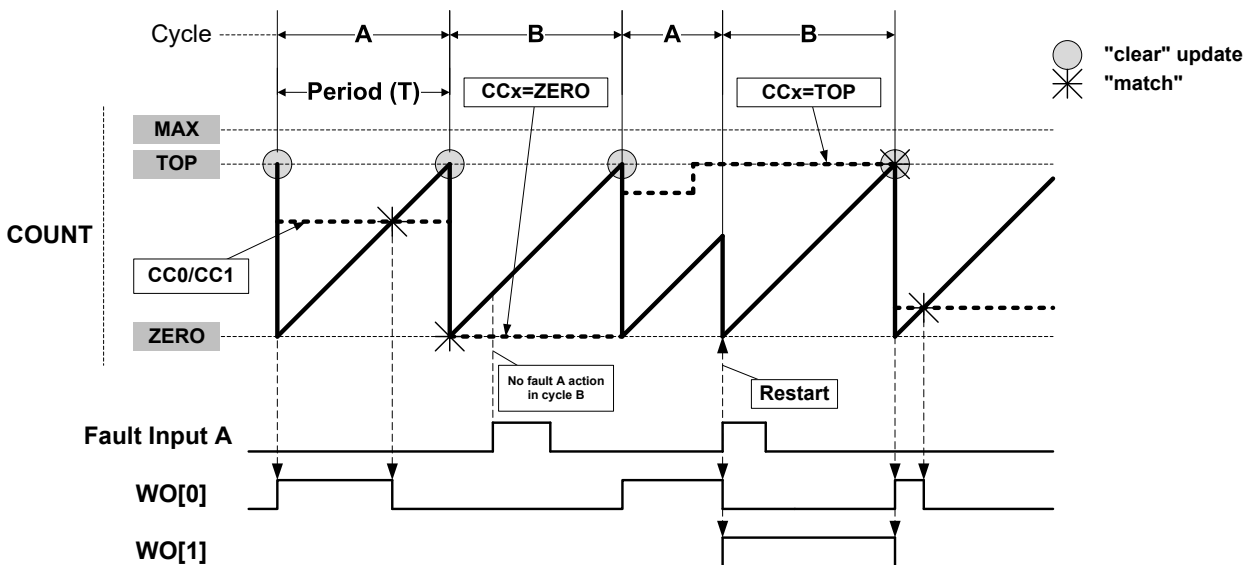 Cycle
A
B
A
B
"clear" update
"match"
Period (T)
CCx=ZERO
CCx=TOP
MAX
TOP
COUNT
CC0/CC1
ZERO
No fault A action
in cycle B
Restart
Fault Input A
WO[0]
WO[1]